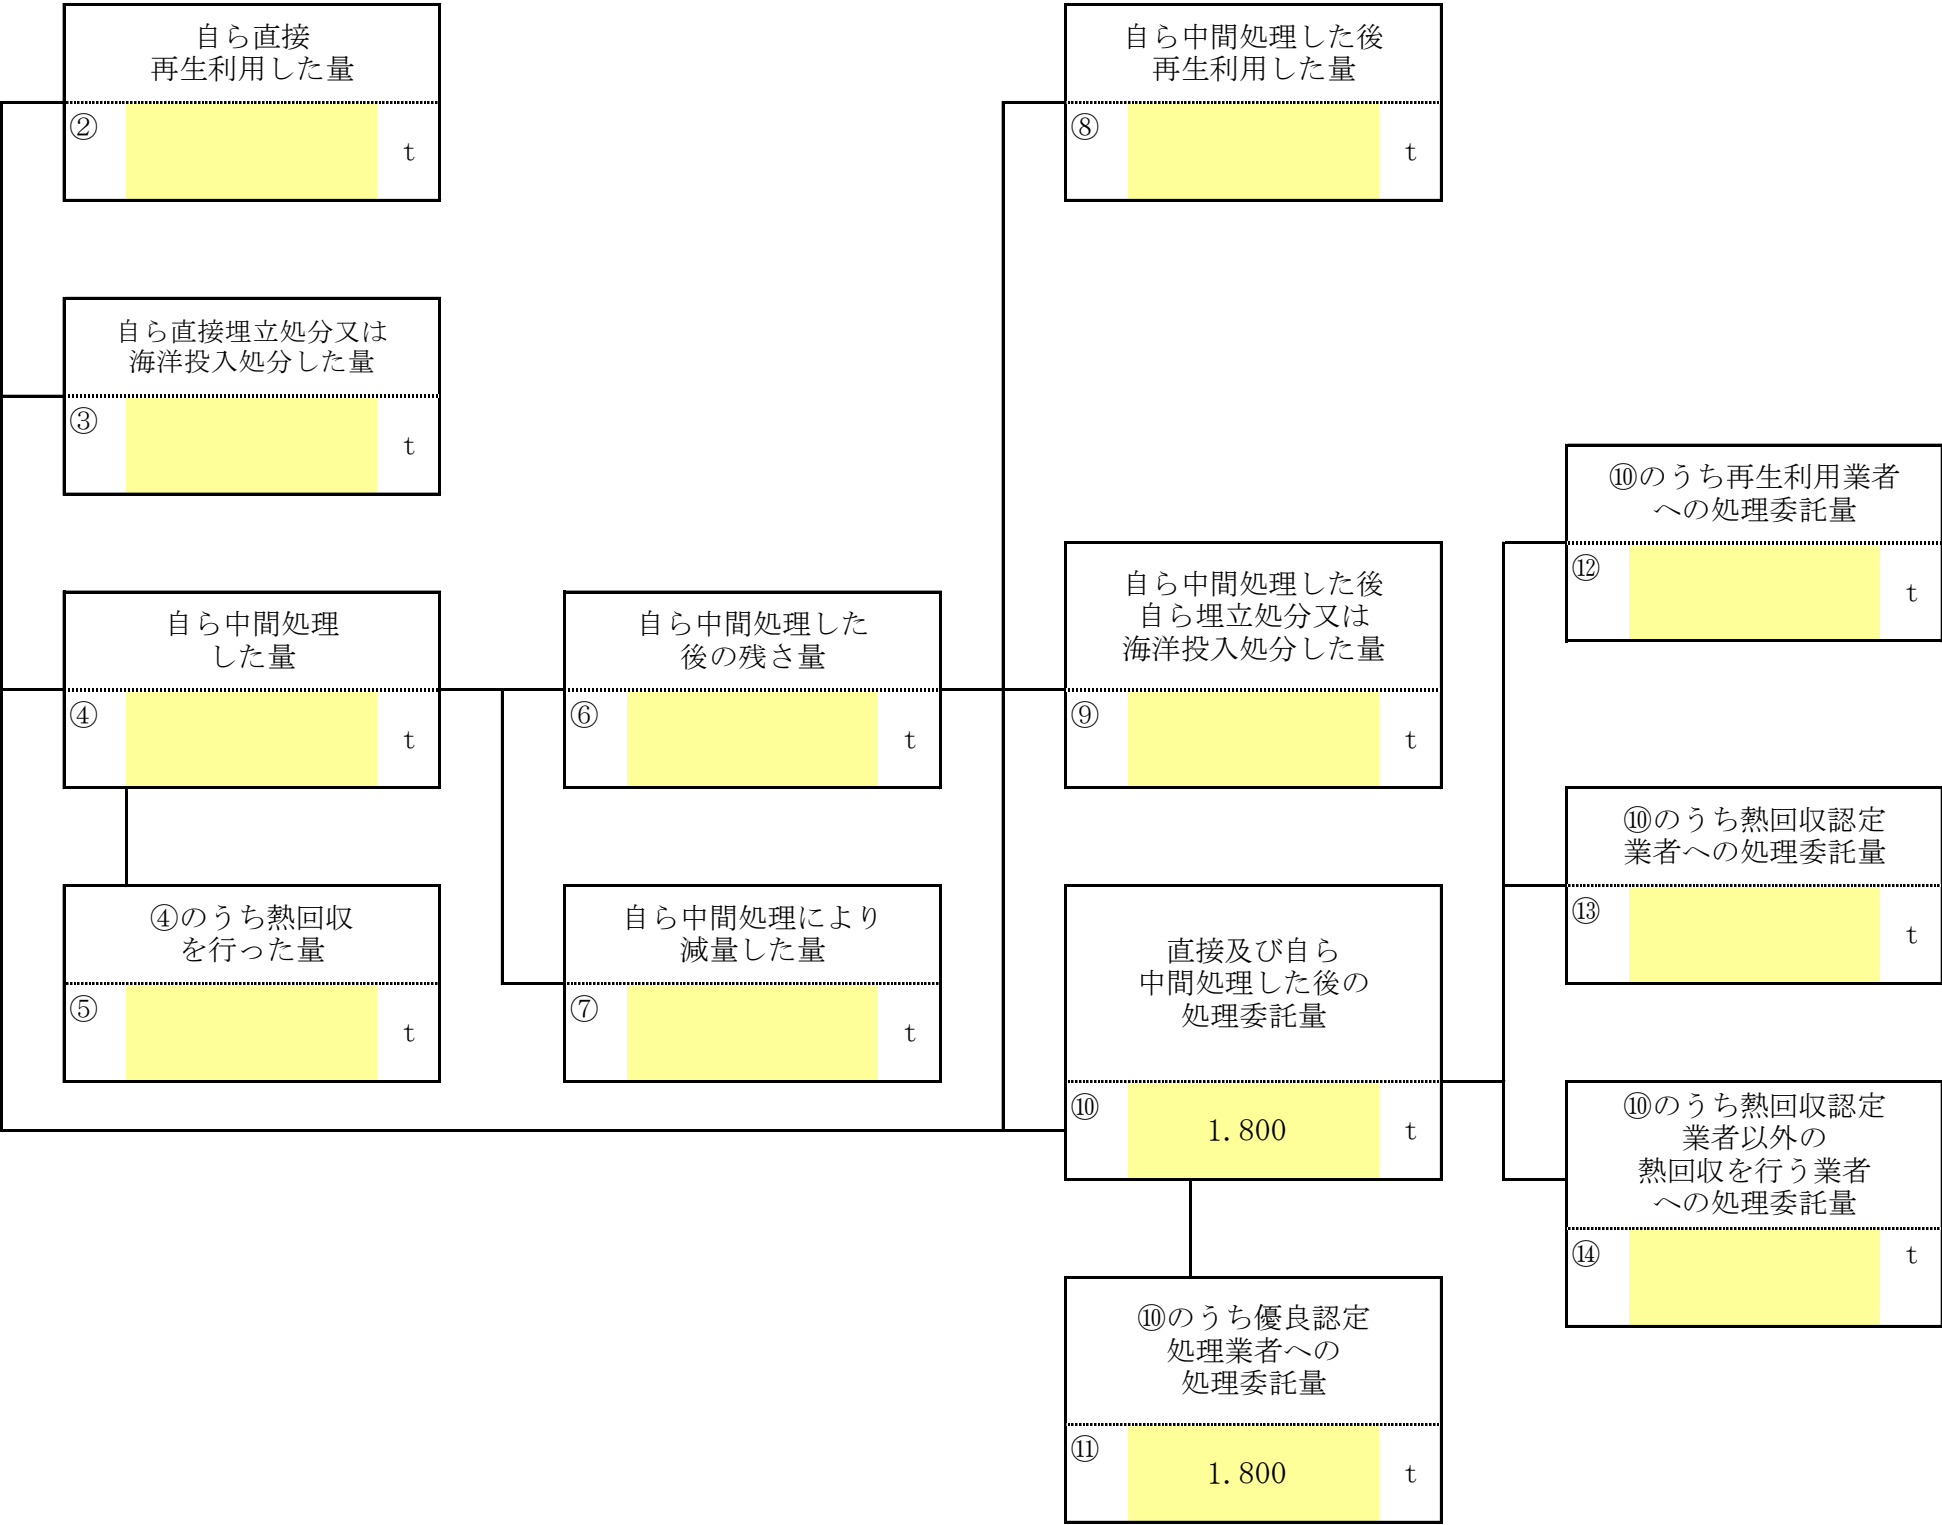 自ら直接
再生利用した量
②
t
自ら中間処理した後
再生利用した量
⑧
t
自ら直接埋立処分又は
海洋投入処分した量
③
t
⑩のうち再生利用業者
への処理委託量
⑫
t
自ら中間処理
した量
④
t
自ら中間処理した
後の残さ量
⑥
t
自ら中間処理した後
自ら埋立処分又は
海洋投入処分した量
⑨
t
⑩のうち熱回収認定
業者への処理委託量
⑬
t
④のうち熱回収
を行った量
⑤
t
自ら中間処理により
減量した量
⑦
t
直接及び自ら
中間処理した後の
処理委託量
⑩
1.800
t
⑩のうち熱回収認定
業者以外の
熱回収を行う業者
への処理委託量
⑭
t
⑩のうち優良認定
処理業者への
処理委託量
⑪
1.800
t